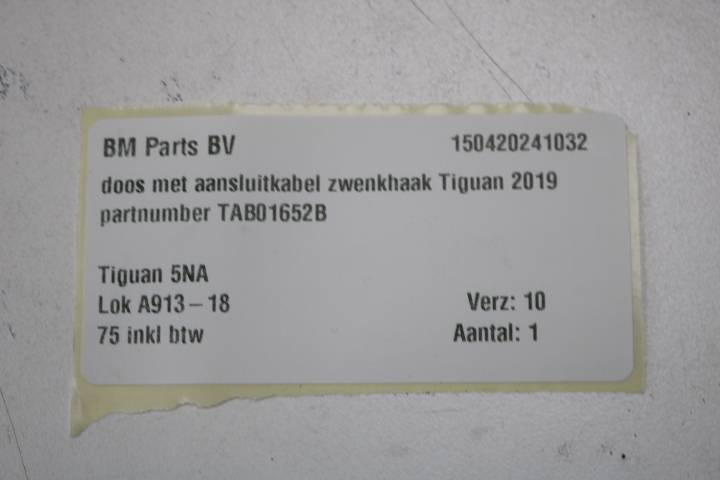 BM Parts BV 150420241032
doos met aansluitkabel zwenkhaak Tiguan 2019
partnumber TAB01652B
Tiguan 5NA
Lok A913-18 Verz: 10
75 inkl btw Aantal: 1